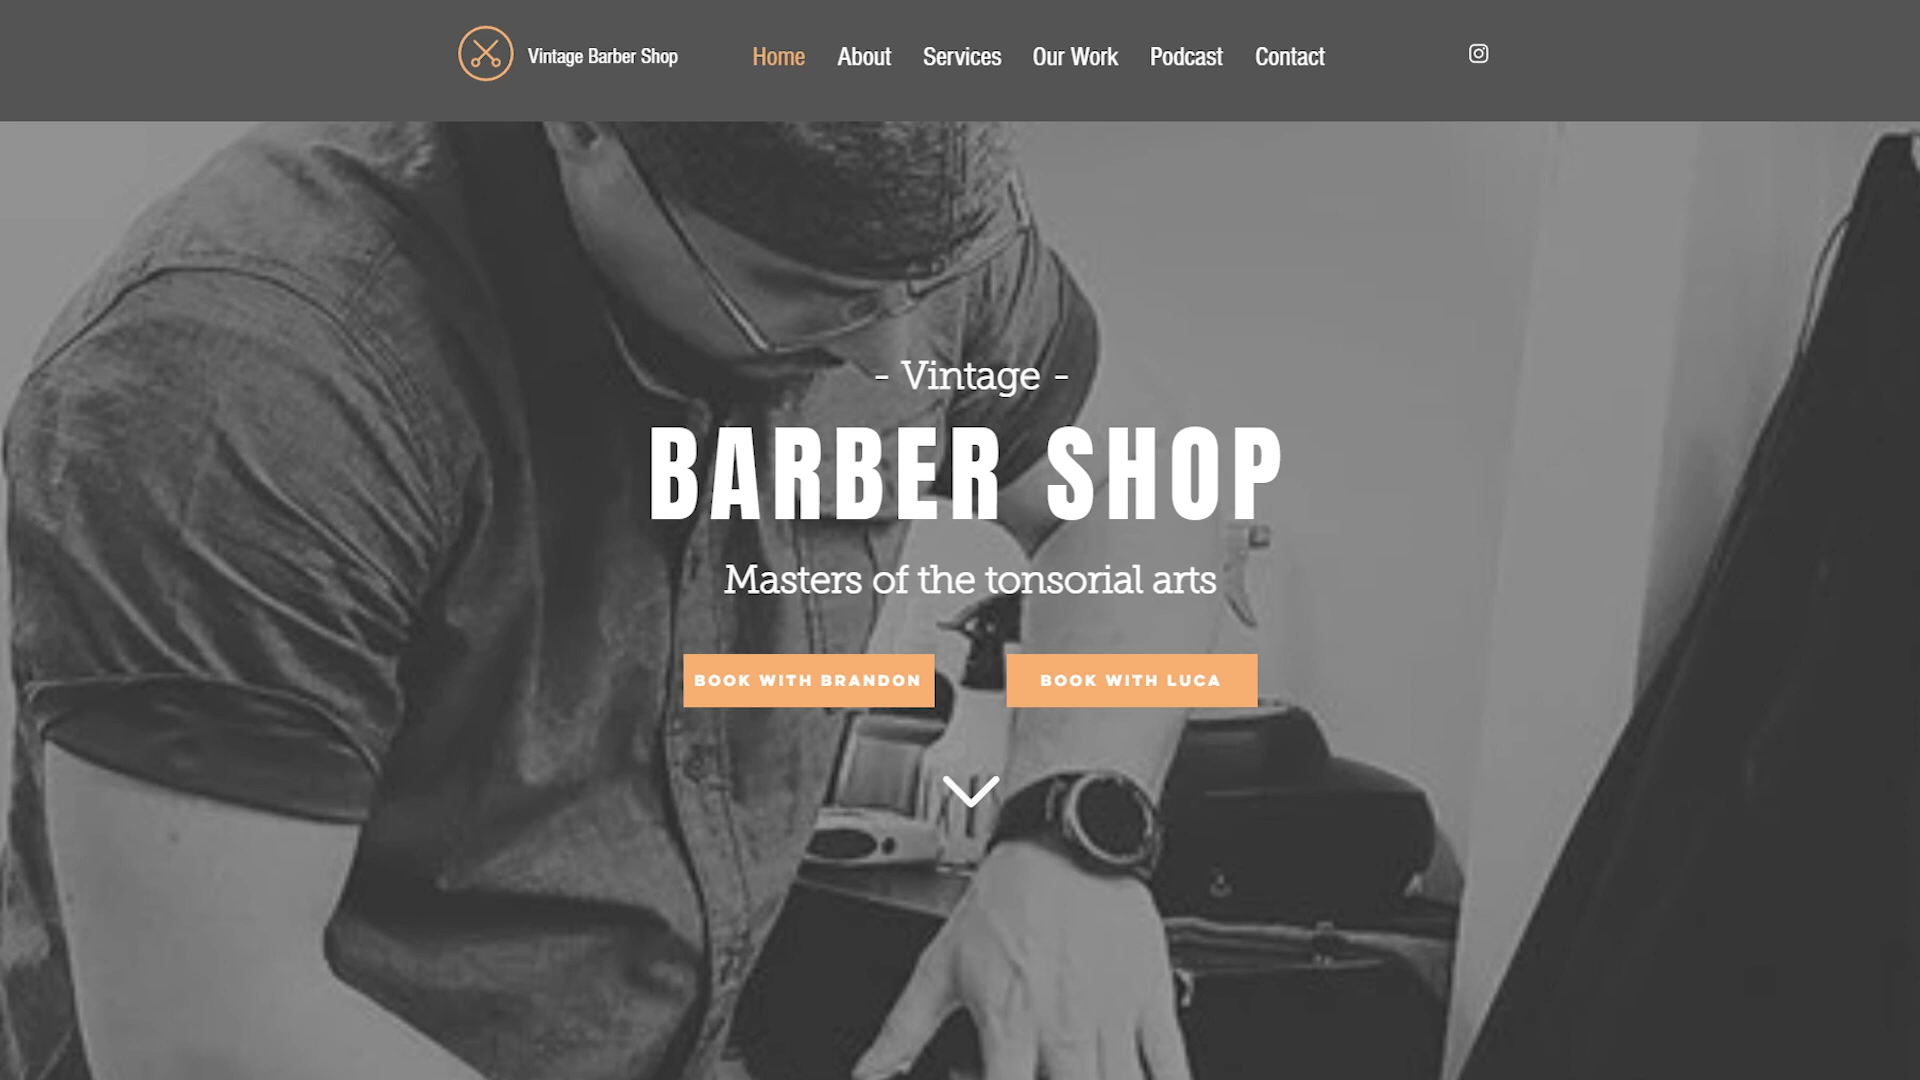 Vintage Barber Shop
Home About Services Our Work Podcast Contact
- Vintage -
BARBER SHOP
Masters of the tonsorial arts
BOOK WITH BRANDON
BOOK WITH LUCA